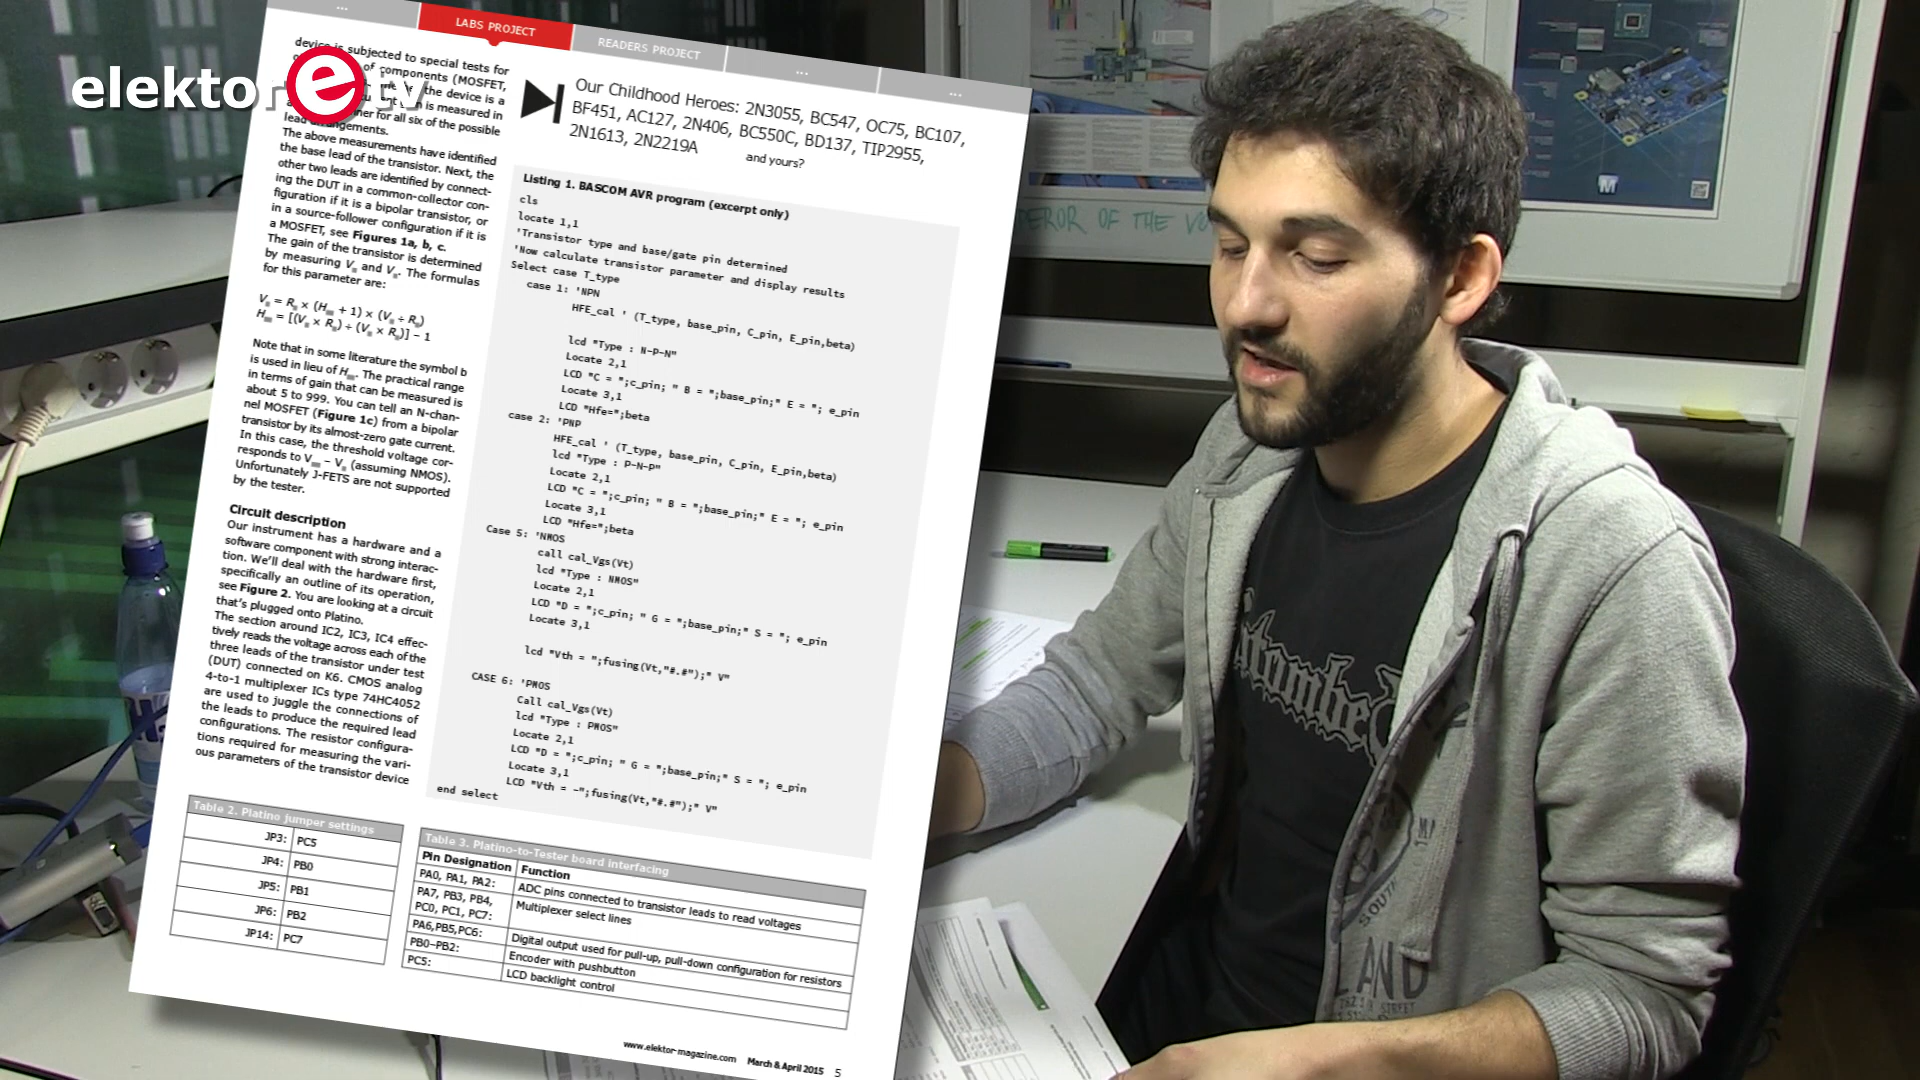 ...
LABS PROJECT
READERS PROJECT
...
...
elektor e tv
device is subjected to special tests for
of components (MOSFET,
the device is a
is measured in
for all six of the possible
lead
The above measurements have identified
the base lead of the transistor. Next, the
other two leads are identified by connect-
ing the DUT in a common-collector con-
figuration if it is a bipolar transistor, or
in a source-follower configuration if it is
a MOSFET, see Figures 1a, b, c.
The gain of the transistor is determined
by measuring V and V. The formulas
for this parameter are:
Note that in some literature the symbol b
is used in lieu of H. The practical range
in terms of gain that can be measured is
about 5 to 999. You can tell an N-chan-
nel MOSFET (Figure 1c) from a bipolar
transistor by its almost-zero gate current.
In this case, the threshold voltage cor-
responds to V – V (assuming NMOS).
Unfortunately J-FETS are not supported
by the tester.
Circuit description
Our instrument has a hardware and a
software component with strong interac-
tion. We'll deal with the hardware first,
specifically an outline of its operation,
see Figure 2. You are looking at a circuit
that's plugged onto Platino.
The section around IC2, IC3, IC4 effec-
tively reads the voltage across each of the
three leads of the transistor under test
(DUT) connected on K6. CMOS analog
4-to-1 multiplexer ICs type 74HC4052
are used to juggle the connections of
the leads to produce the required lead
configurations. The resistor configura-
tions required for measuring the vari-
ous parameters of the transistor device
Our Childhood Heroes: 2N3055, BC547, OC75, BC107,
BF451, AC127, 2N406, BC550C, BD137, TIP2955,
2N1613, 2N2219A and yours?
Listing 1. BASCOM AVR program (excerpt only)
cls
locate 1,1
'Transistor type and base/gate pin determined
'Now calculate transistor parameter and display results
Select case T_type
case 1: 'NPN
HFE_cal ' (T_type, base_pin, C_pin, E_pin,beta)
lcd "Type : N-P-N"
Locate 2,1
LCD "C = ";c_pin; " B = ";base_pin;" E = "; e_pin
Locate 3,1
LCD "Hfe=";beta
case 2: 'PNP
HFE_cal ' (T_type, base_pin, C_pin, E_pin,beta)
lcd "Type : P-N-P"
Locate 2,1
LCD "C = ";c_pin; " B = ";base_pin;" E = "; e_pin
Locate 3,1
LCD "Hfe=";beta
Case 5: 'NMOS
call cal_Vgs(Vt)
lcd "Type : NMOS"
Locate 2,1
LCD "D = ";c_pin; " G = ";base_pin;" S = "; e_pin
Locate 3,1
lcd "Vth = ";fusing(Vt,"#.#");" V"
CASE 6: 'PMOS
Call cal_Vgs(Vt)
lcd "Type : PMOS"
Locate 2,1
LCD "D = ";c_pin; " G = ";base_pin;" S = "; e_pin
Locate 3,1
LCD "Vth = -";fusing(Vt,"#.#");" V"
end select
Table 2. Platino jumper settings
JP3: PC5
JP4: PB0
JP5: PB1
JP6: PB2
JP14: PC7
Table 3. Platino-to-Tester board interfacing
Pin Designation Function
PA0, PA1, PA2: ADC pins connected to transistor leads to read voltages
PA7, PB3, PB4,
PC0, PC1, PC7: Multiplexer select lines
PA6,PB5,PC6: Digital output used for pull-up, pull-down configuration for resistors
PB0–PB2: Encoder with pushbutton
PC5: LCD backlight control
www.elektor-magazine.com March & April 2015 5
OF THE
SOUTH
LAND
STREET